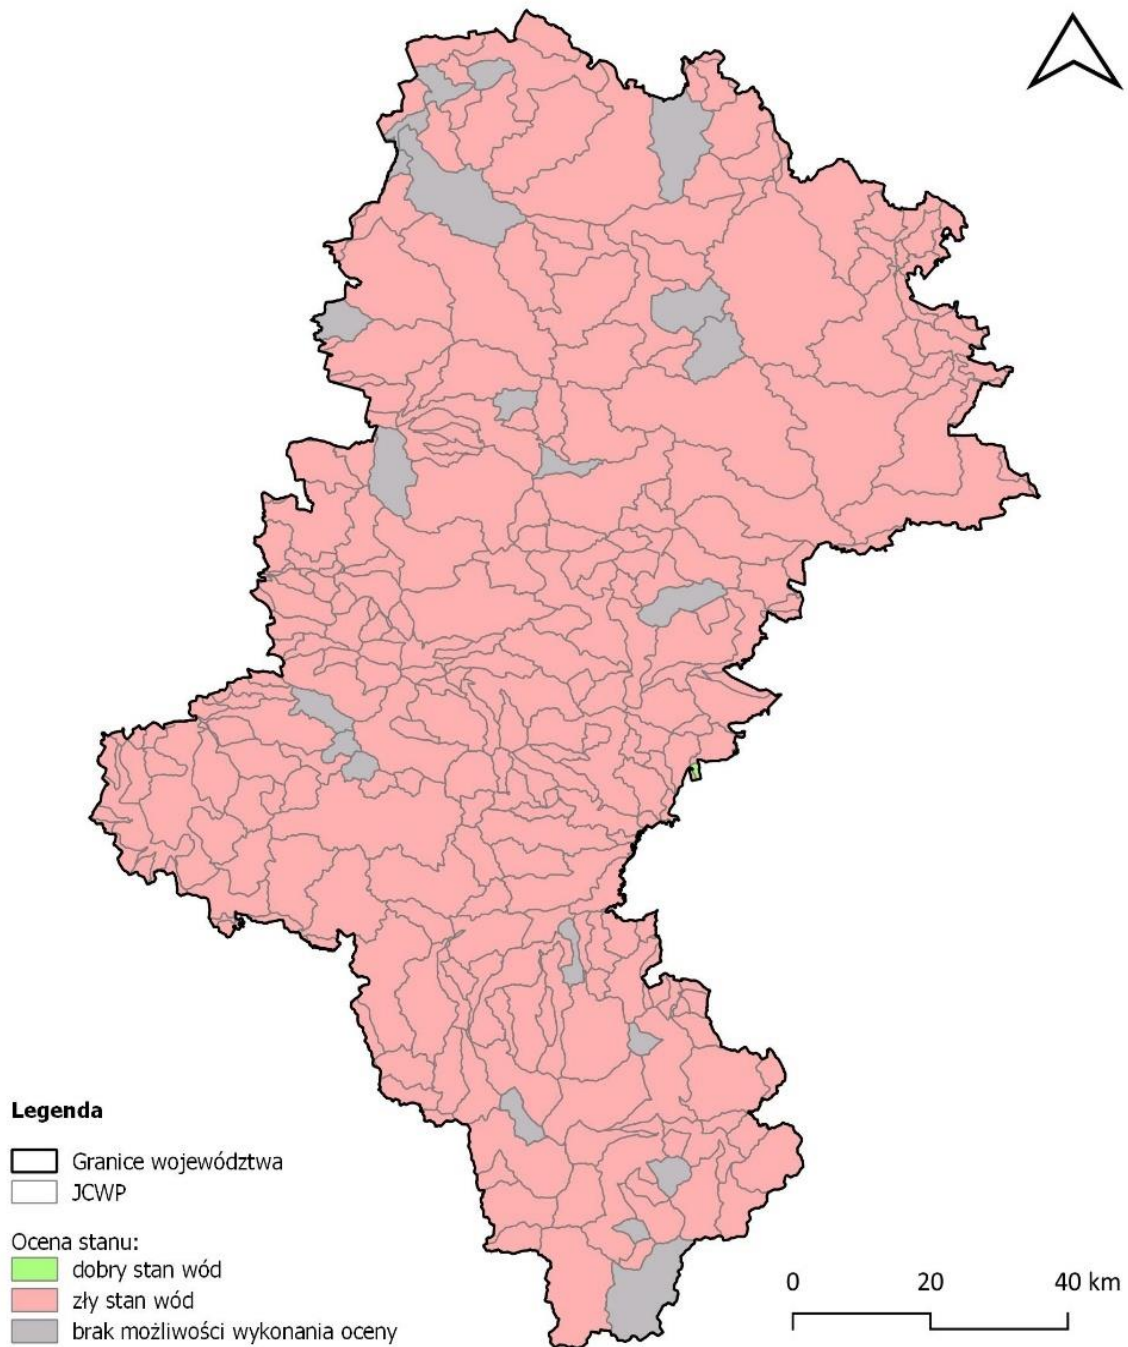 Legenda
Granice województwa
JCWP
Ocena stanu:
dobry stan wód
zły stan wód
brak możliwości wykonania oceny
0 20 40 km